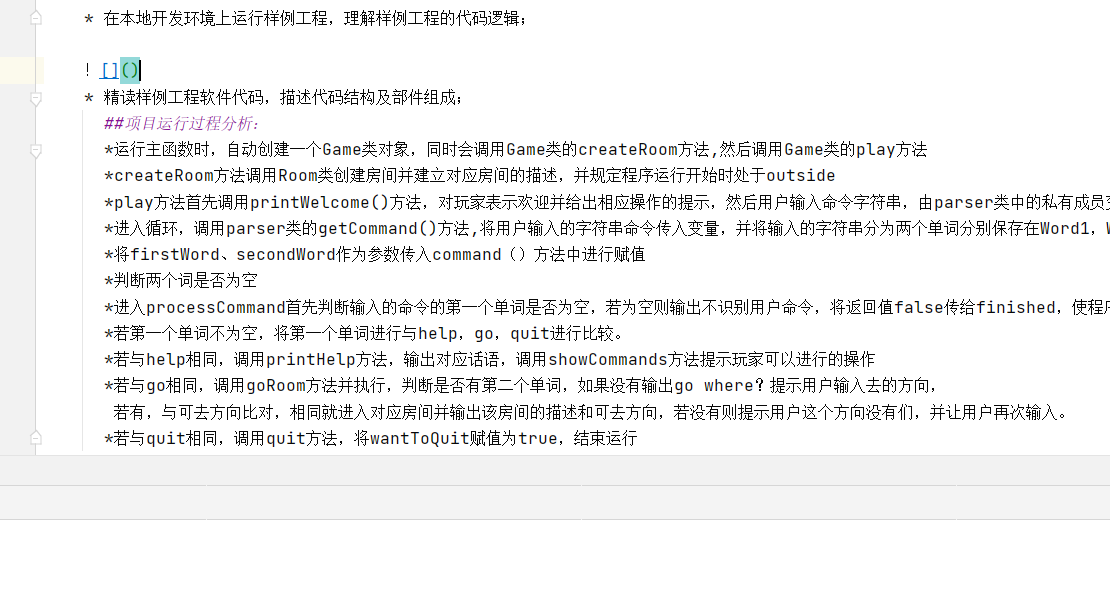 * 在本地开发环境上运行样例工程，理解样例工程的代码逻辑；
![]()
* 精读样例工程软件代码，描述代码结构及部件组成；
##项目运行过程分析：
*运行主函数时，自动创建一个Game类对象，同时会调用Game类的createRoom方法,然后调用Game类的play方法
*createRoom方法调用Room类创建房间并建立对应房间的描述，并规定程序运行开始时处于outside
*play方法首先调用printWelcome()方法，对玩家表示欢迎并给出相应操作的提示，然后用户输入命令字符串，由parser类中的私有成员
*进入循环，调用parser类的getCommand()方法,将用户输入的字符串命令传入变量，并将输入的字符串分为两个单词分别保存在Word1，
*将firstWord、secondWord作为参数传入command（）方法中进行赋值
*判断两个词是否为空
*进入processCommand首先判断输入的命令的第一个单词是否为空，若为空则输出不识别用户命令，将返回值false传给finished，使程
*若第一个单词不为空，将第一个单词进行与help，go，quit进行比较。
*若与help相同，调用printHelp方法，输出对应话语，调用showCommands方法提示玩家可以进行的操作
*若与go相同，调用goRoom方法并执行，判断是否有第二个单词，如果没有输出go where？提示用户输入去的方向，
若有，与可去方向比对，相同就进入对应房间并输出该房间的描述和可去方向，若没有则提示用户这个方向没有们，并让用户再次输入。
*若与quit相同，调用quit方法，将wantToQuit赋值为true，结束运行